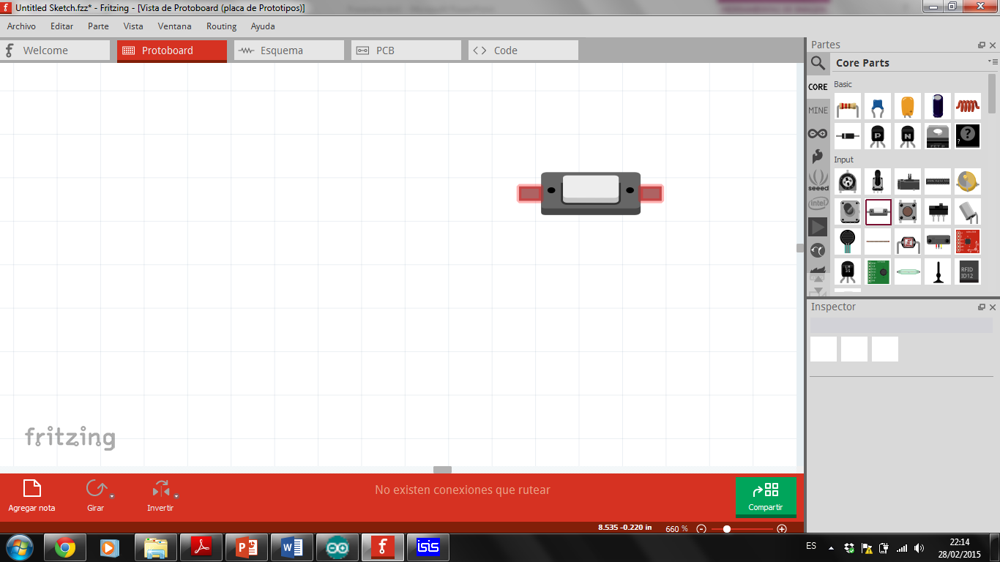 Untitled Sketch.fzz* - Fritzing - [Vista de Protoboard (placa de Prototipos)]
Archivo Editar Parte Vista Ventana Routing Ayuda
Welcome Protoboard Esquema PCB Code
Partes
Core Parts
CORE
Basic
MINE
P N
?
Input
seeed
intel
LM
35
RFID
ID12
Inspector
fritzing
No existen conexiones que rutear
Agregar nota Girar Invertir Compartir
8.535 -0.220 in 660 %
isis
ES
22:14
28/02/2015